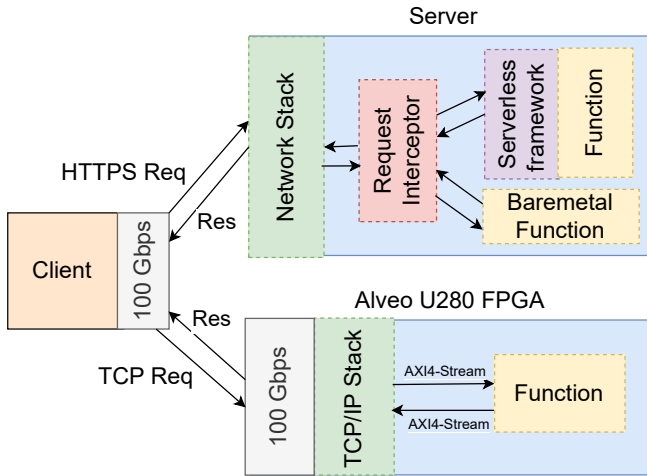 Server
Network Stack
Request
Interceptor
Serverless
framework
Function
Baremetal
Function
HTTPS Req
Res
Client
100 Gbps
Alveo U280 FPGA
Res
TCP Req
100 Gbps
TCP/IP Stack
AXI4-Stream
AXI4-Stream
Function